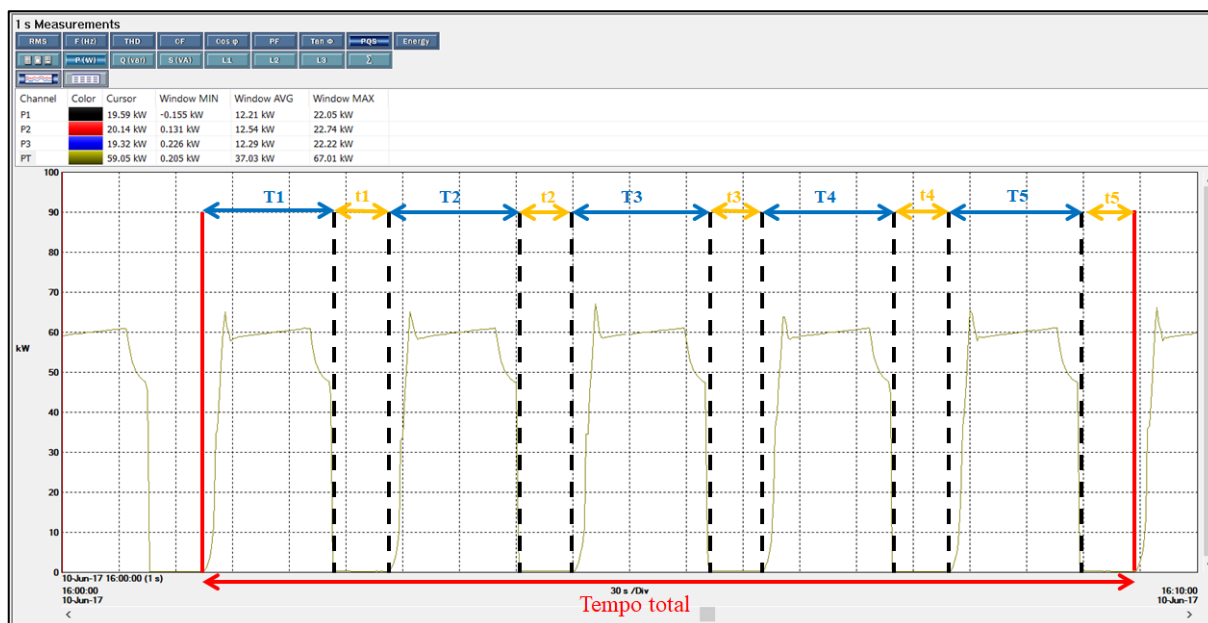 1 s Measurements
RMS F(Hz) THD CF Cos φ PF Tan Φ PQS Energy
P(W) Q(var) S(VA) L1 L2 L3 Σ
Channel Color Cursor Window MIN Window AVG Window MAX
P1 19.59 kW -0.155 kW 12.21 kW 22.05 kW
P2 20.14 kW 0.131 kW 12.54 kW 22.74 kW
P3 19.32 kW 0.226 kW 12.29 kW 22.22 kW
PT 59.05 kW 0.205 kW 37.03 kW 67.01 kW
100
T1 t1 T2 t2 T3 t3 T4 t4 T5 t5
90
80
70
60
kW
50
40
30
20
10
0
10-Jun-17 16:00:00 (1 s)
16:00:00 30 s /Div 16:10:00
10-Jun-17 10-Jun-17
Tempo total